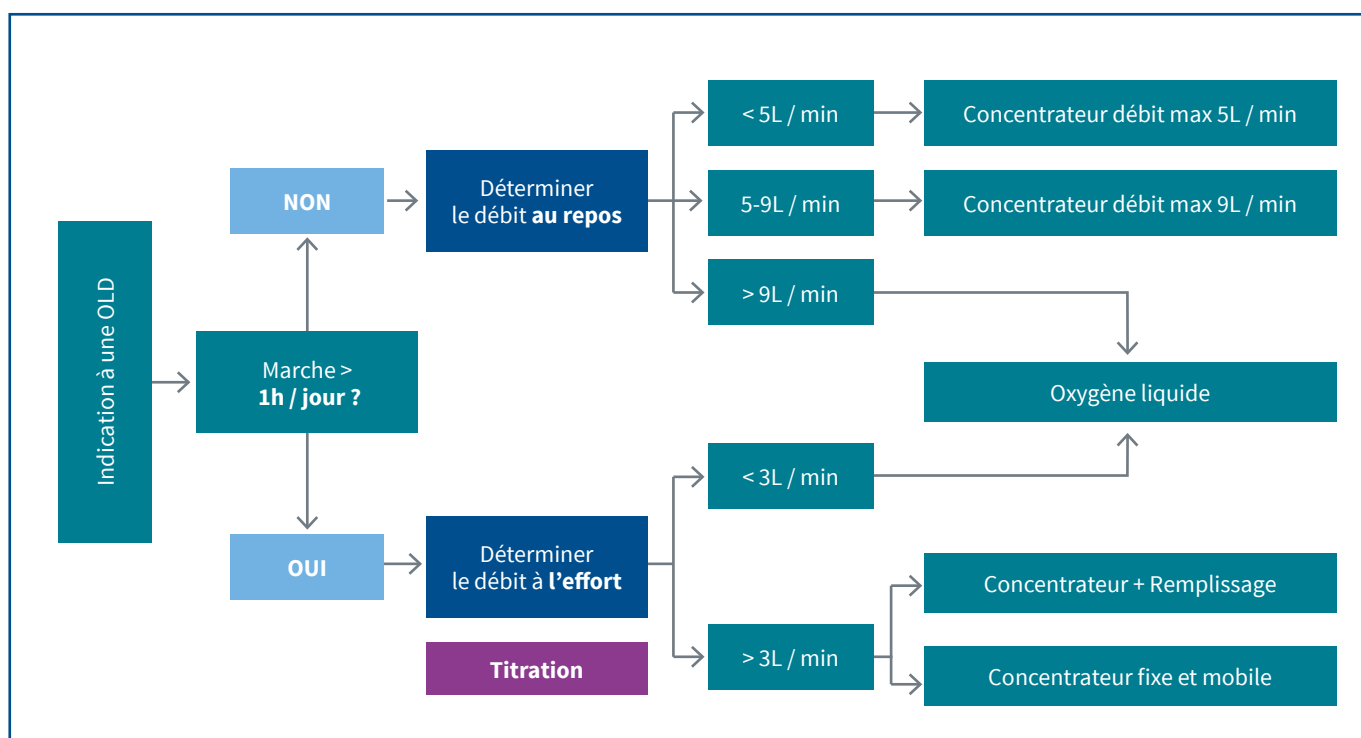 Indication à une OLD
Marche >
1h / jour ?
NON
Déterminer
le débit au repos
< 5L / min
Concentrateur débit max 5L / min
5-9L / min
Concentrateur débit max 9L / min
> 9L / min
Oxygène liquide
OUI
Déterminer
le débit à l’effort
Titration
< 3L / min
> 3L / min
Concentrateur + Remplissage
Concentrateur fixe et mobile